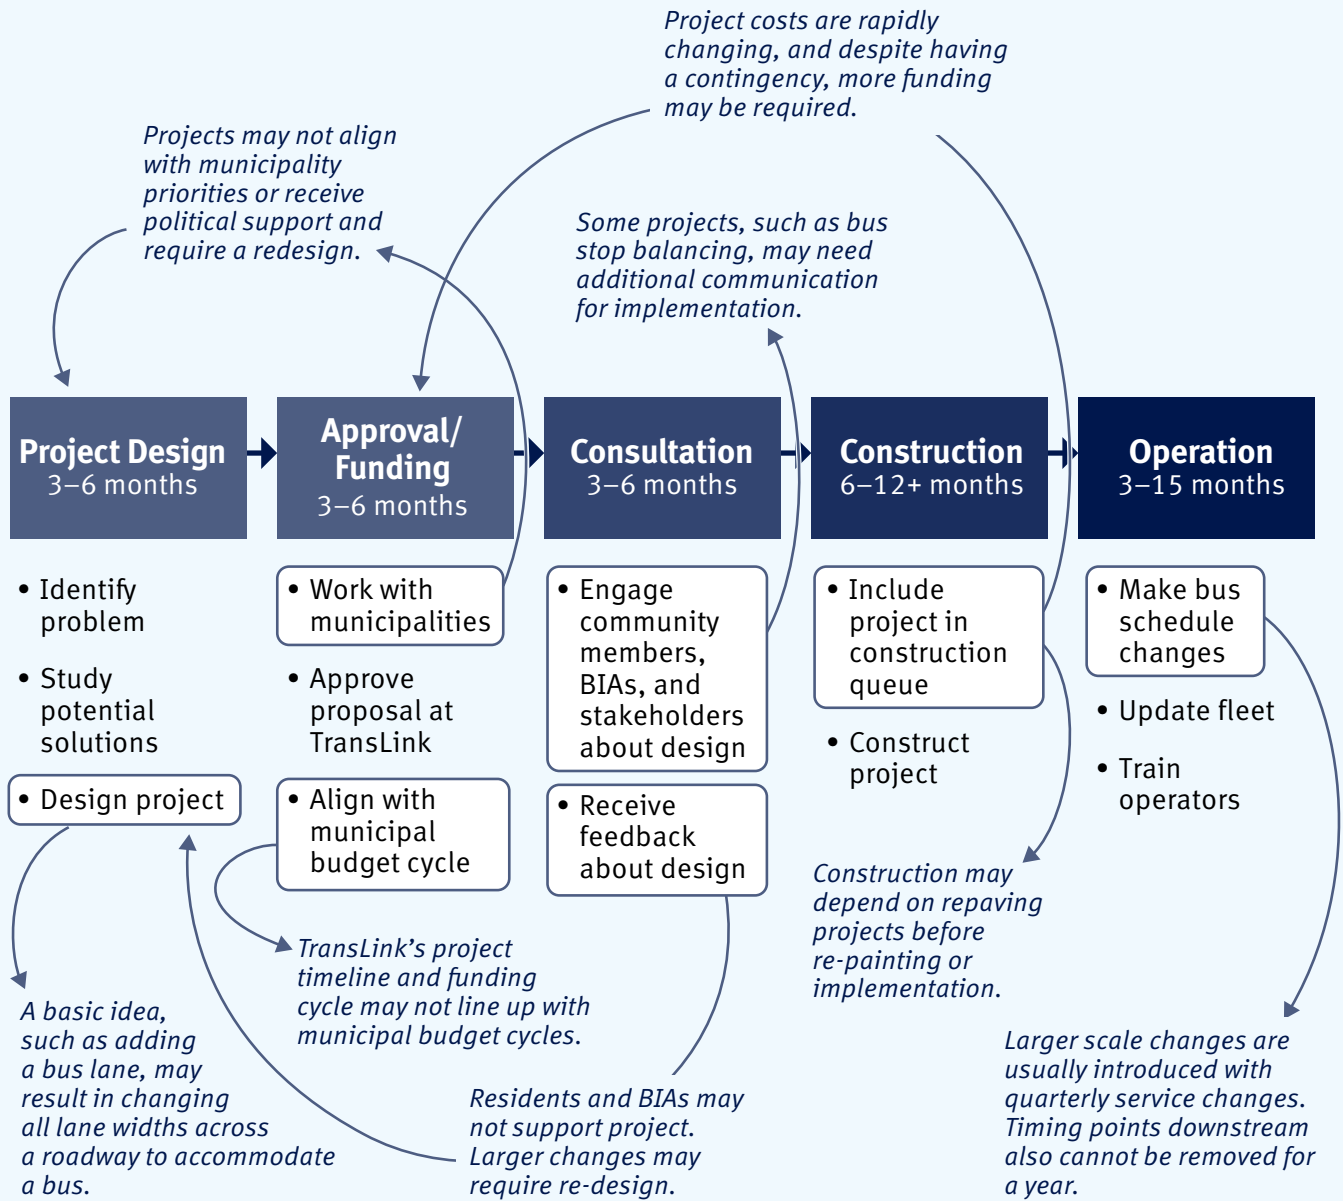 Project costs are rapidly
changing, and despite having
a contingency, more funding
may be required.
Projects may not align
with municipality
priorities or receive
political support and
require a redesign.
Some projects, such as bus
stop balancing, may need
additional communication
for implementation.
Project Design
3–6 months
Approval/
Funding
3–6 months
Consultation
3–6 months
Construction
6–12+ months
Operation
3–15 months
• Identify
problem
• Study
potential
solutions
• Design project
• Work with
municipalities
• Approve
proposal at
TransLink
• Align with
municipal
budget cycle
• Engage
community
members,
BIAs, and
stakeholders
about design
• Receive
feedback
about design
• Include
project in
construction
queue
• Construct
project
• Make bus
schedule
changes
• Update fleet
• Train
operators
A basic idea,
such as adding
a bus lane, may
result in changing
all lane widths across
a roadway to accommodate
a bus.
TransLink’s project
timeline and funding
cycle may not line up with
municipal budget cycles.
Residents and BIAs may
not support project.
Larger changes may
require re-design.
Construction may
depend on repaving
projects before
re-painting or
implementation.
Larger scale changes are
usually introduced with
quarterly service changes.
Timing points downstream
also cannot be removed for
a year.